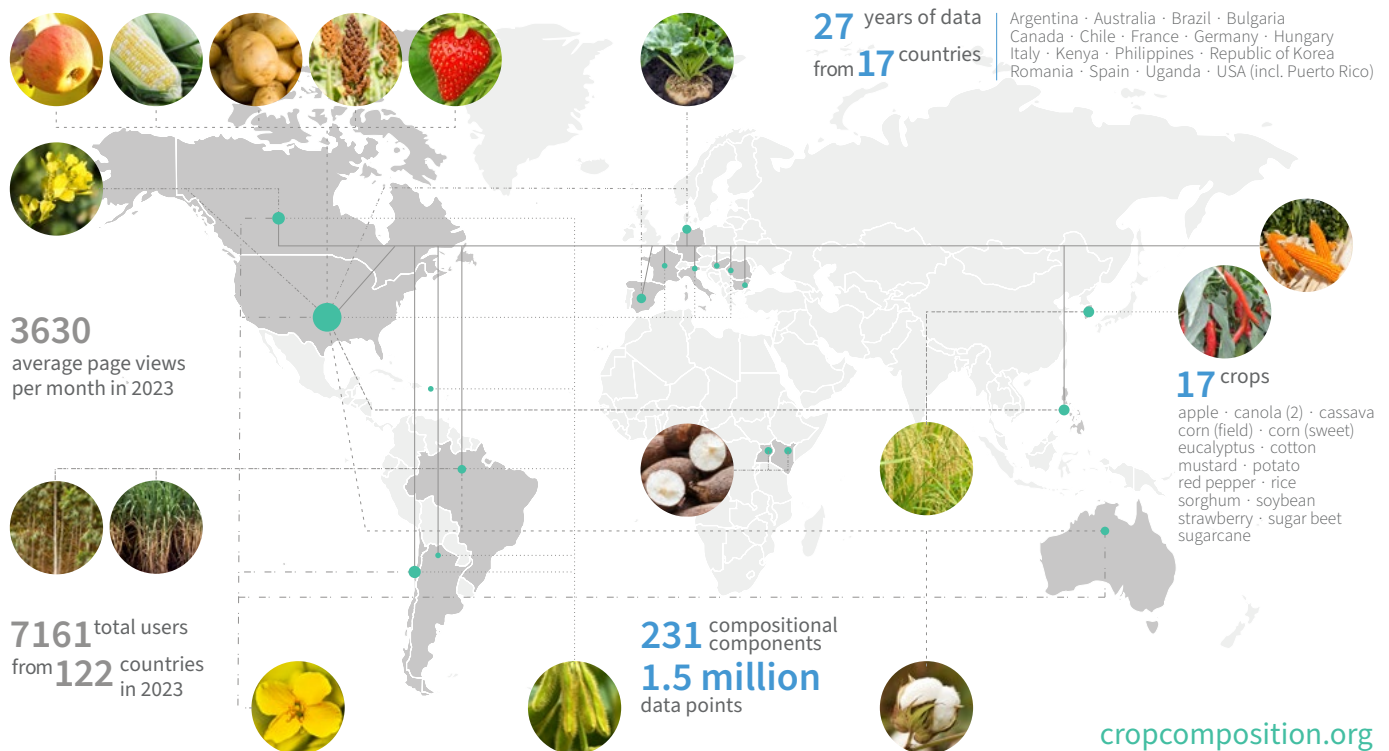 27 years of data
from 17 countries
Argentina · Australia · Brazil · Bulgaria
Canada · Chile · France · Germany · Hungary
Italy · Kenya · Philippines · Republic of Korea
Romania · Spain · Uganda · USA (incl. Puerto Rico)
3630
average page views
per month in 2023
17 crops
apple · canola (2) · cassava
corn (field) · corn (sweet)
eucalyptus · cotton
mustard · potato
red pepper · rice
sorghum · soybean
strawberry · sugar beet
sugarcane
7161 total users
from 122 countries
in 2023
231 compositional
components
1.5 million
data points
cropcomposition.org